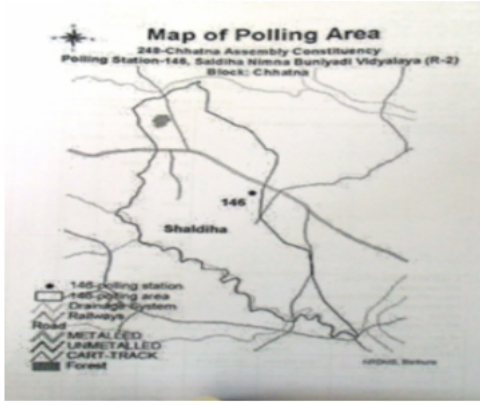 Map of Polling Area
248-Chhatna Assembly Constituency
Polling Station-146, Saldiha Nimna Buniyadi Vidyalaya (R-2)
Block: Chhatna
146
Shaldiha
146-polling station
146-polling area
Drainage System
Railways
Road
METALLED
UNMETALLED
CART-TRACK
Forest
Bankura